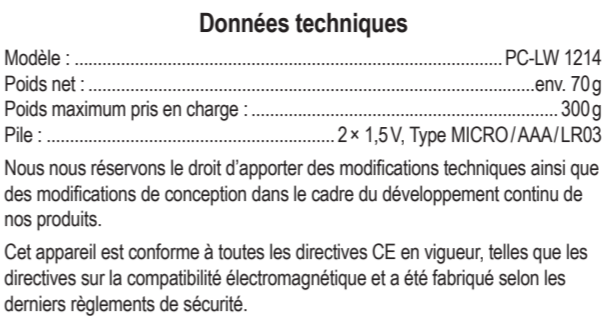 Données techniques
Modèle : ............................................................................................ PC-LW 1214
Poids net : ................................................................................................ env. 70 g
Poids maximum pris en charge : .................................................................. 300 g
Pile : ............................................................. 2 × 1,5 V, Type MICRO / AAA / LR03
Nous nous réservons le droit d’apporter des modifications techniques ainsi que
des modifications de conception dans le cadre du développement continu de
nos produits.
Cet appareil est conforme à toutes les directives CE en vigueur, telles que les
directives sur la compatibilité électromagnétique et a été fabriqué selon les
derniers règlements de sécurité.